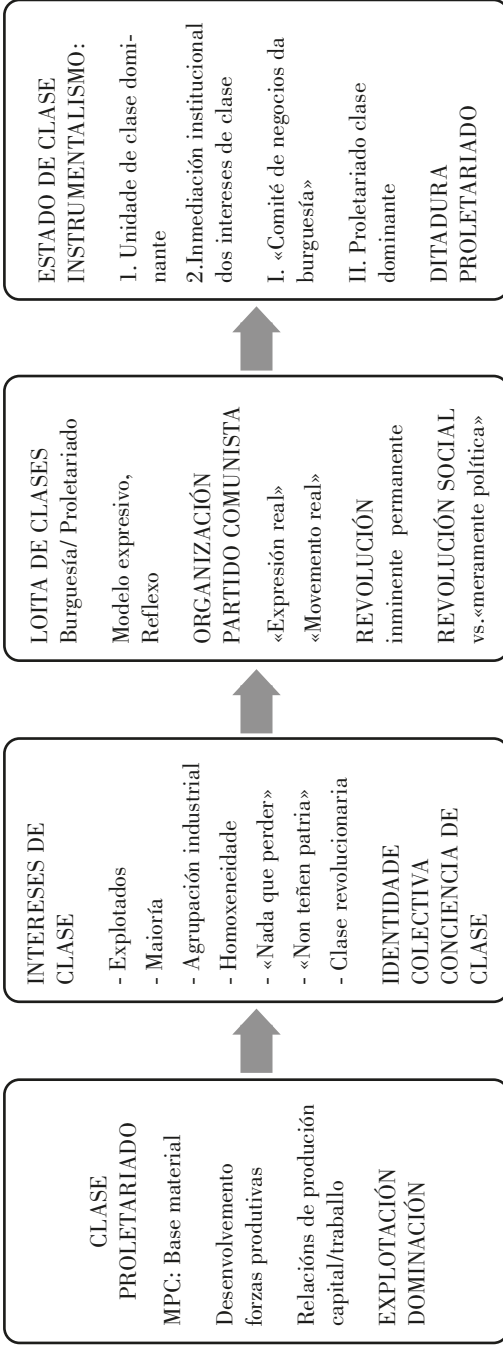 CLASE
PROLETARIADO
MPC: Base material
Desenvolvemento
forzas produtivas
Relacións de produción
capital/traballo
EXPLOTACIÓN
DOMINACIÓN
INTERESES DE
CLASE
- Explotados
- Maioría
- Agrupación industrial
- Homoxeneidade
- «Nada que perder»
- «Non teñen patria»
- Clase revolucionaria
IDENTIDADE
COLECTIVA
CONCIENCIA DE
CLASE
LOITA DE CLASES
Burguesía/ Proletariado
Modelo expresivo,
Reflexo
ORGANIZACIÓN
PARTIDO COMUNISTA
«Expresión real»
«Movemento real»
REVOLUCIÓN
inminente permanente
REVOLUCIÓN SOCIAL
vs.«meramente política»
ESTADO DE CLASE
INSTRUMENTALISMO:
1. Unidade de clase domi-
nante
2.Inmediación institucional
dos intereses de clase
I. «Comité de negocios da
burguesía»
II. Proletariado clase
dominante
DITADURA
PROLETARIADO